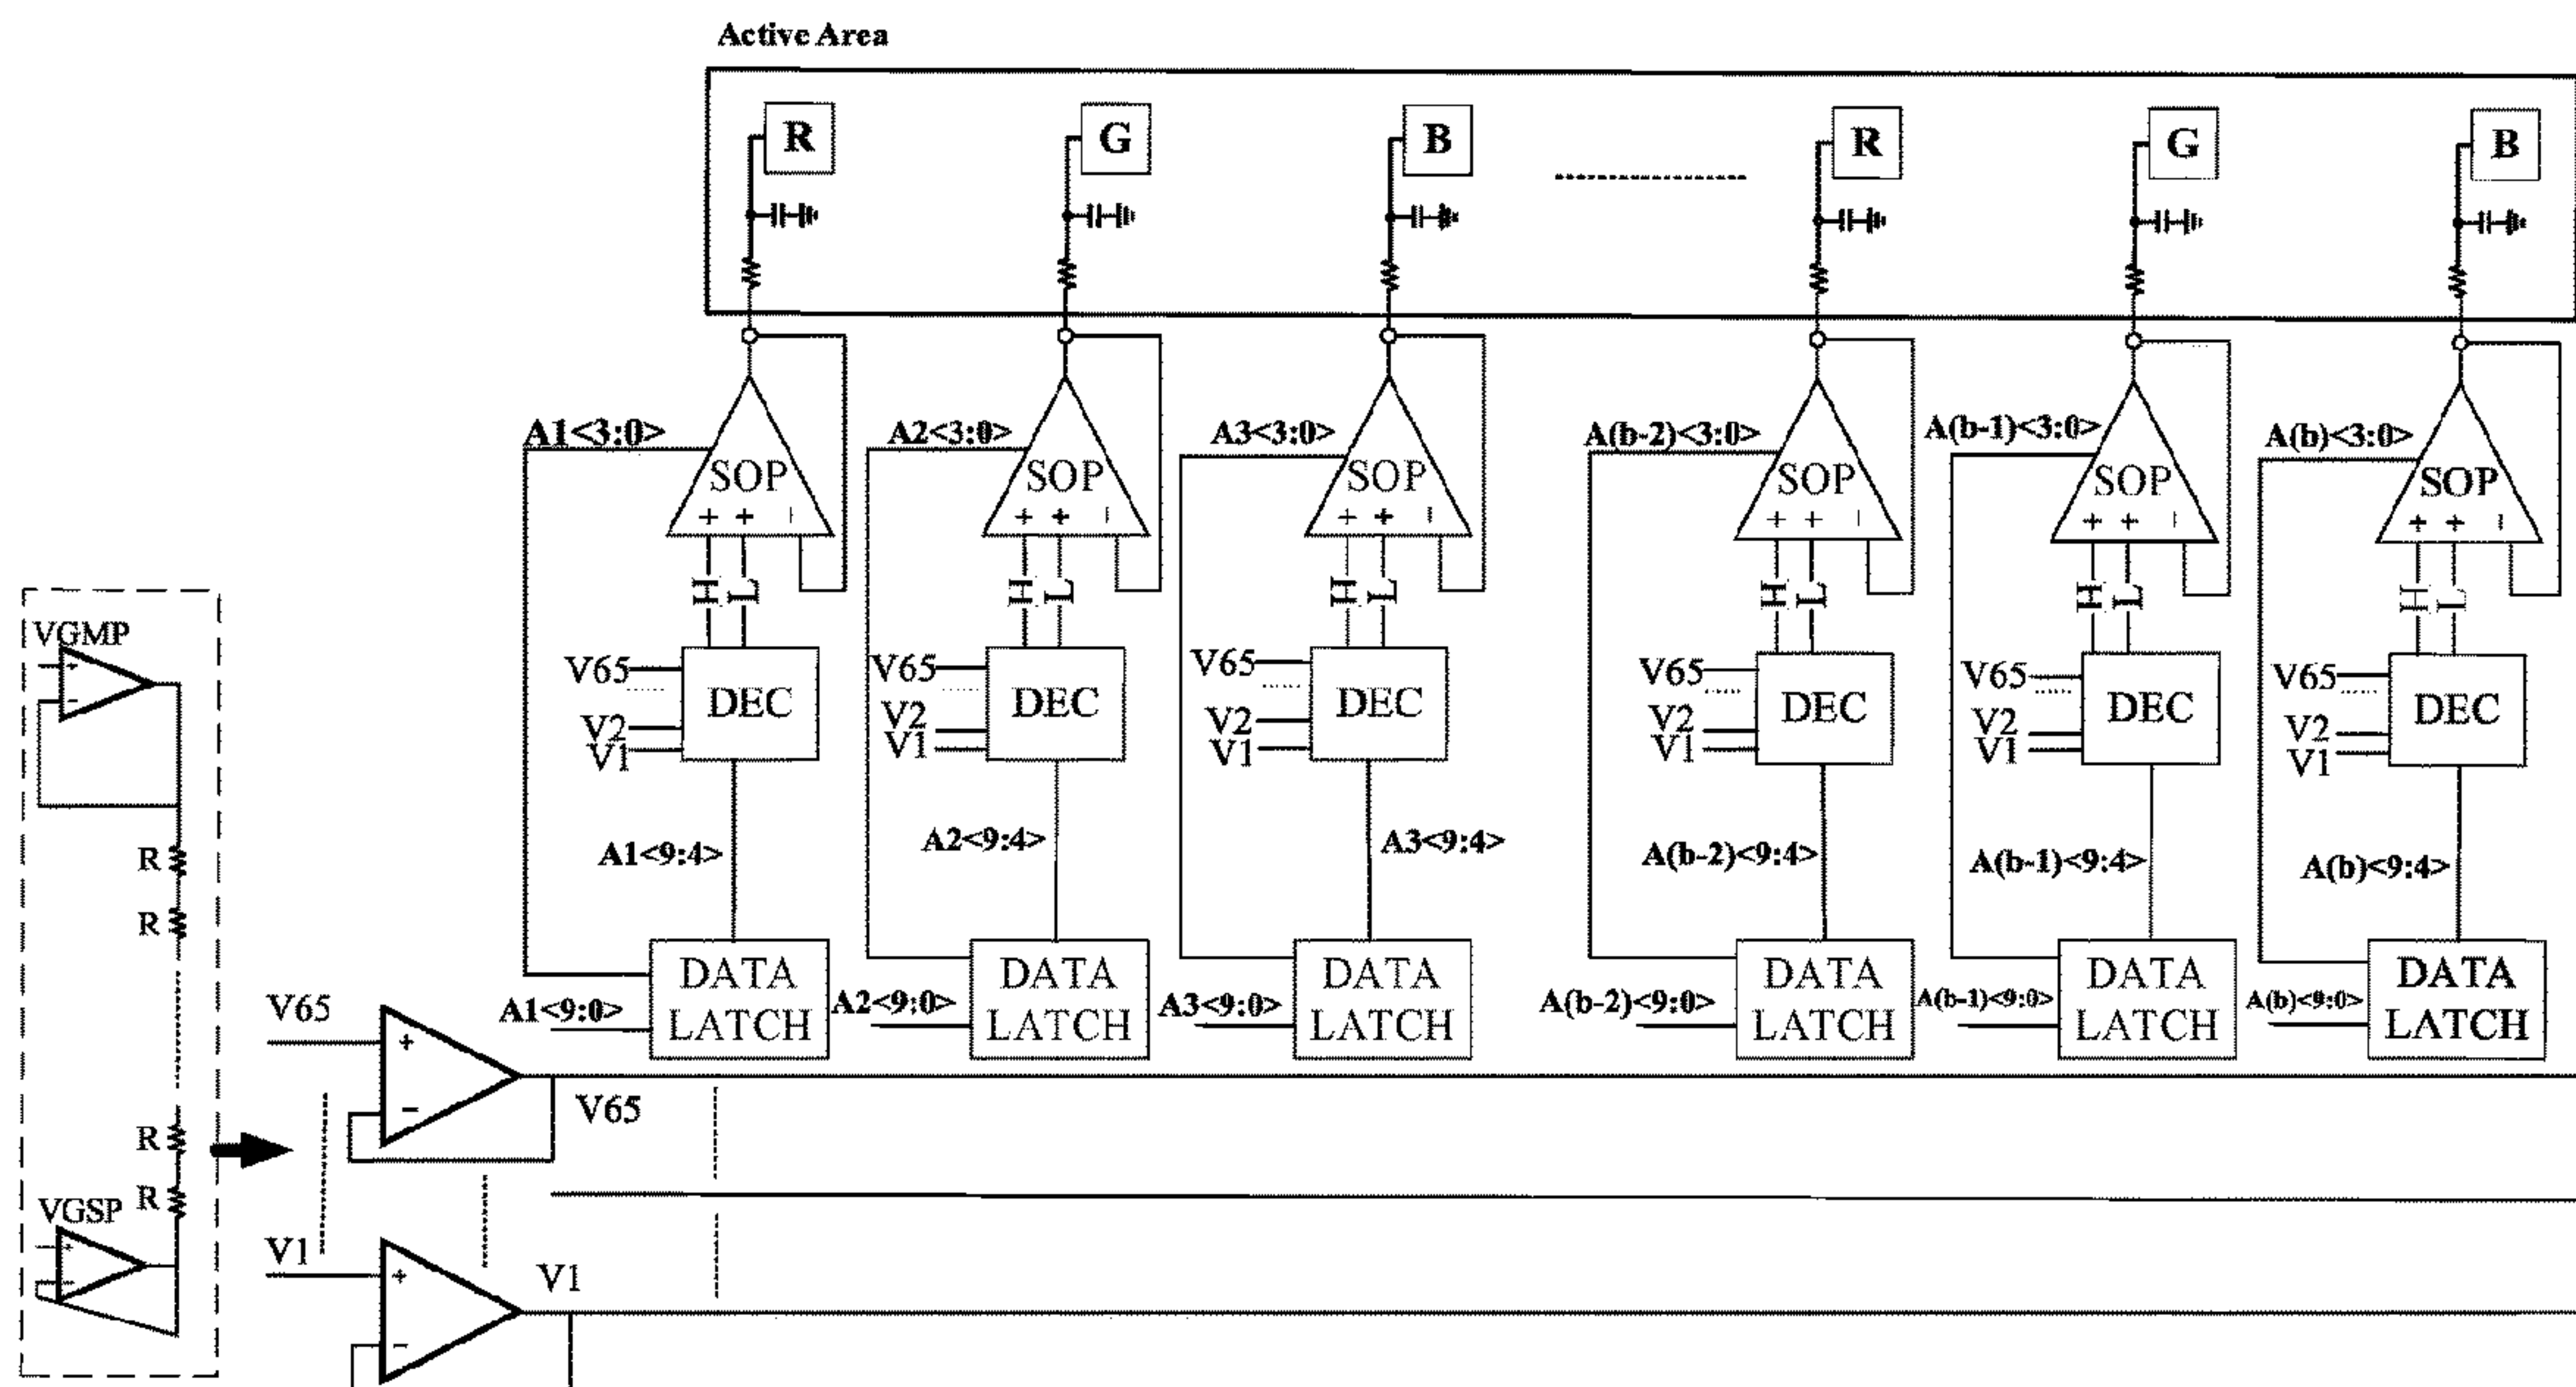 Active Area
R G B R G B
A1<3:0> A2<3:0> A3<3:0> A(b-2)<3:0> A(b-1)<3:0> A(b)<3:0>
SOP SOP SOP SOP SOP SOP
+ + - + + - + + - + + - + + - + + -
H L H L H L H L H L H L
V65 V65 V65 V65 V65 V65
DEC DEC DEC DEC DEC DEC
V2 V2 V2 V2 V2 V2
V1 V1 V1 V1 V1 V1
A1<9:4> A2<9:4> A3<9:4> A(b-2)<9:4> A(b-1)<9:4> A(b)<9:4>
DATA DATA DATA DATA DATA DATA
LATCH LATCH LATCH LATCH LATCH LATCH
A1<9:0> A2<9:0> A3<9:0> A(b-2)<9:0> A(b-1)<9:0> A(b)<9:0>
VGMP
+
-
R
R
R
R
VGSP
+
-
V65
+
-
V65
V1
+
-
V1